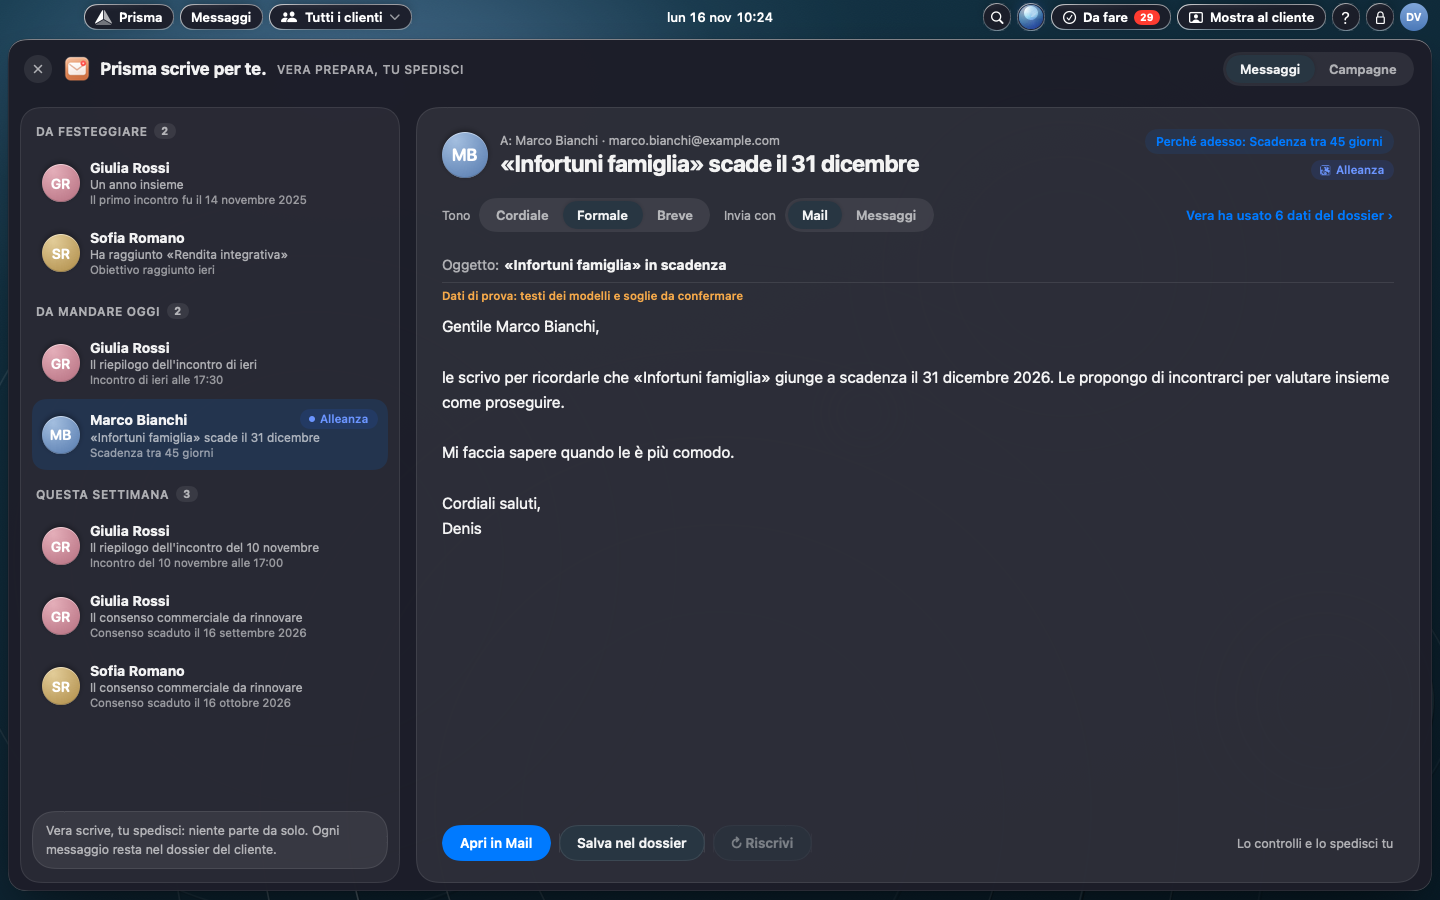 Prisma
Messaggi
Tutti i clienti
lun 16 nov 10:24
Da fare 29
Mostra al cliente
?
DV
Prisma scrive per te. VERA PREPARA, TU SPEDISCI
Messaggi
Campagne
DA FESTEGGIARE 2
GR
Giulia Rossi
Un anno insieme
Il primo incontro fu il 14 novembre 2025
SR
Sofia Romano
Ha raggiunto «Rendita integrativa»
Obiettivo raggiunto ieri
DA MANDARE OGGI 2
GR
Giulia Rossi
Il riepilogo dell'incontro di ieri
Incontro di ieri alle 17:30
MB
Marco Bianchi
Alleanza
«Infortuni famiglia» scade il 31 dicembre
Scadenza tra 45 giorni
QUESTA SETTIMANA 3
GR
Giulia Rossi
Il riepilogo dell'incontro del 10 novembre
Incontro del 10 novembre alle 17:00
GR
Giulia Rossi
Il consenso commerciale da rinnovare
Consenso scaduto il 16 settembre 2026
SR
Sofia Romano
Il consenso commerciale da rinnovare
Consenso scaduto il 16 ottobre 2026
Vera scrive, tu spedisci: niente parte da solo. Ogni
messaggio resta nel dossier del cliente.
MB
A: Marco Bianchi · marco.bianchi@example.com
«Infortuni famiglia» scade il 31 dicembre
Perché adesso: Scadenza tra 45 giorni
Alleanza
Tono
Cordiale
Formale
Breve
Invia con
Mail
Messaggi
Vera ha usato 6 dati del dossier ›
Oggetto: «Infortuni famiglia» in scadenza
Dati di prova: testi dei modelli e soglie da confermare
Gentile Marco Bianchi,
le scrivo per ricordarle che «Infortuni famiglia» giunge a scadenza il 31 dicembre 2026. Le propongo di incontrarci per valutare insieme
come proseguire.
Mi faccia sapere quando le è più comodo.
Cordiali saluti,
Denis
Apri in Mail
Salva nel dossier
Riscrivi
Lo controlli e lo spedisci tu